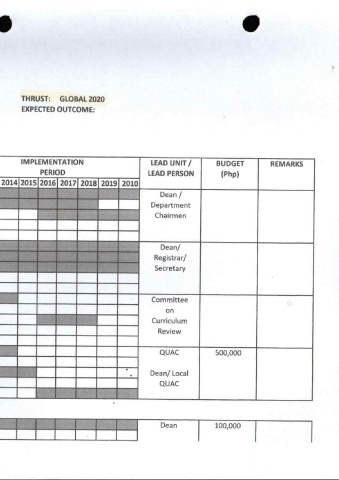 THRUST: GLOBAL 2020
EXPECTED OUTCOME:
IMPLEMENTATION PERIOD
LEAD UNIT / LEAD PERSON
BUDGET (Php)
REMARKS
2014 2015 2016 2017 2018 2019 2010
Dean /
Department
Chairmen
Dean/
Registrar/
Secretary
Committee
on
Curriculum
Review
QUAC 500,000
Dean/ Local
QUAC
Dean 100,000